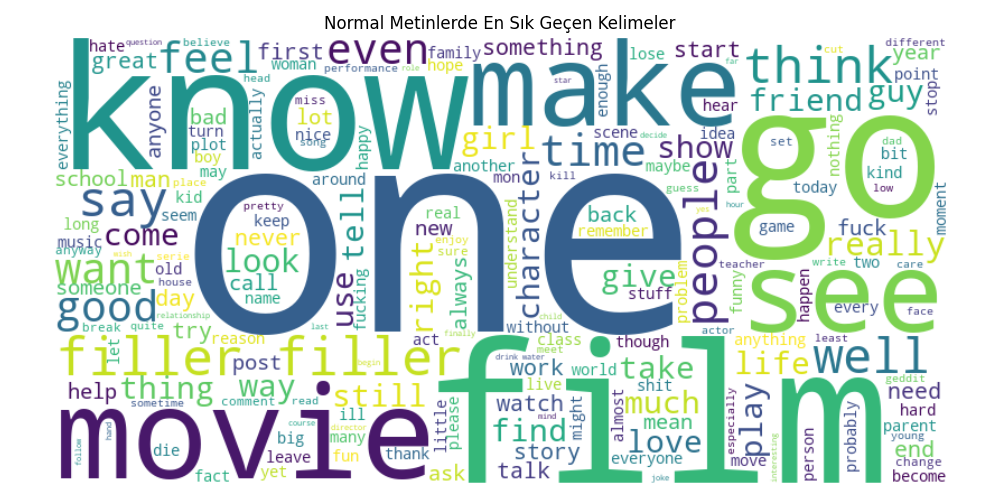 Normal Metinlerde En Sık Geçen Kelimeler
hate question believe something lose start different
great feel first even family cut year
woman performance role hope
everything know make think point
anyone actually head miss star enough hear far friend guy stop
bad lot nice song happy girl scene idea
turn plot boy may another time decide show set nothing dad bit
school man place around mon kill maybe part kind low
say kid tell character guess people today go moment
pretty real understand back hour
long seem keep new remember yes game fuck
music come never enjoy sure really
anyway wish serie look right always give problem teacher write two care
want old house call use fucking stuff funny happen see
someone day name every face
good relationship without child actor
break quite try last act finally class though anything least
let reason meet
filler filler begin film work world take life well
post drink water geddit
help thing way still live shit need
movie sometime comment read ill little please watch might almost much especially play hard
hand course director find mind mean interesting person probably parent young
die big many story love move end
follow leave fun thank everyone change
fact yet ask talk joke become